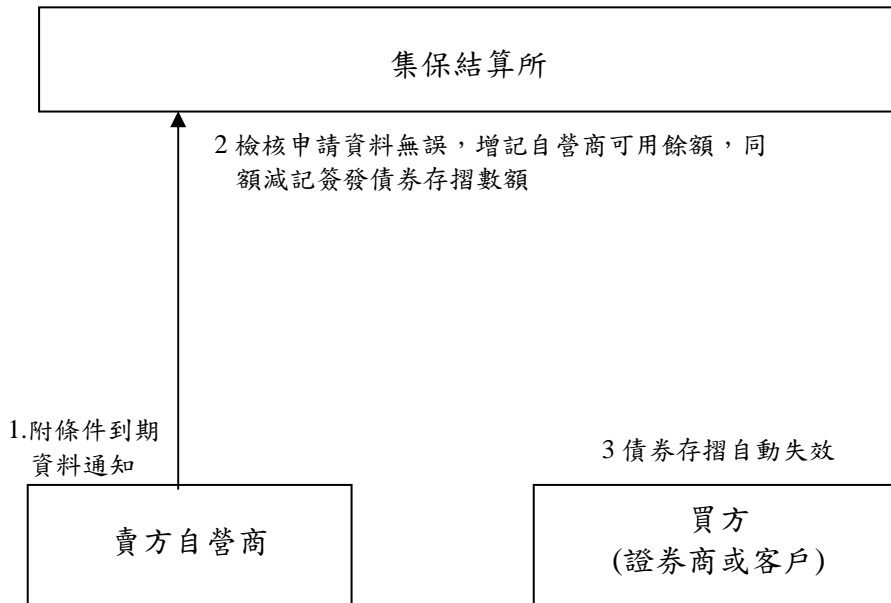 集保結算所
2 檢核申請資料無誤，增記自營商可用餘額，同
額減記簽發債券存摺數額
1.附條件到期
資料通知
3 債券存摺自動失效
賣方自營商
買方
(證券商或客戶)